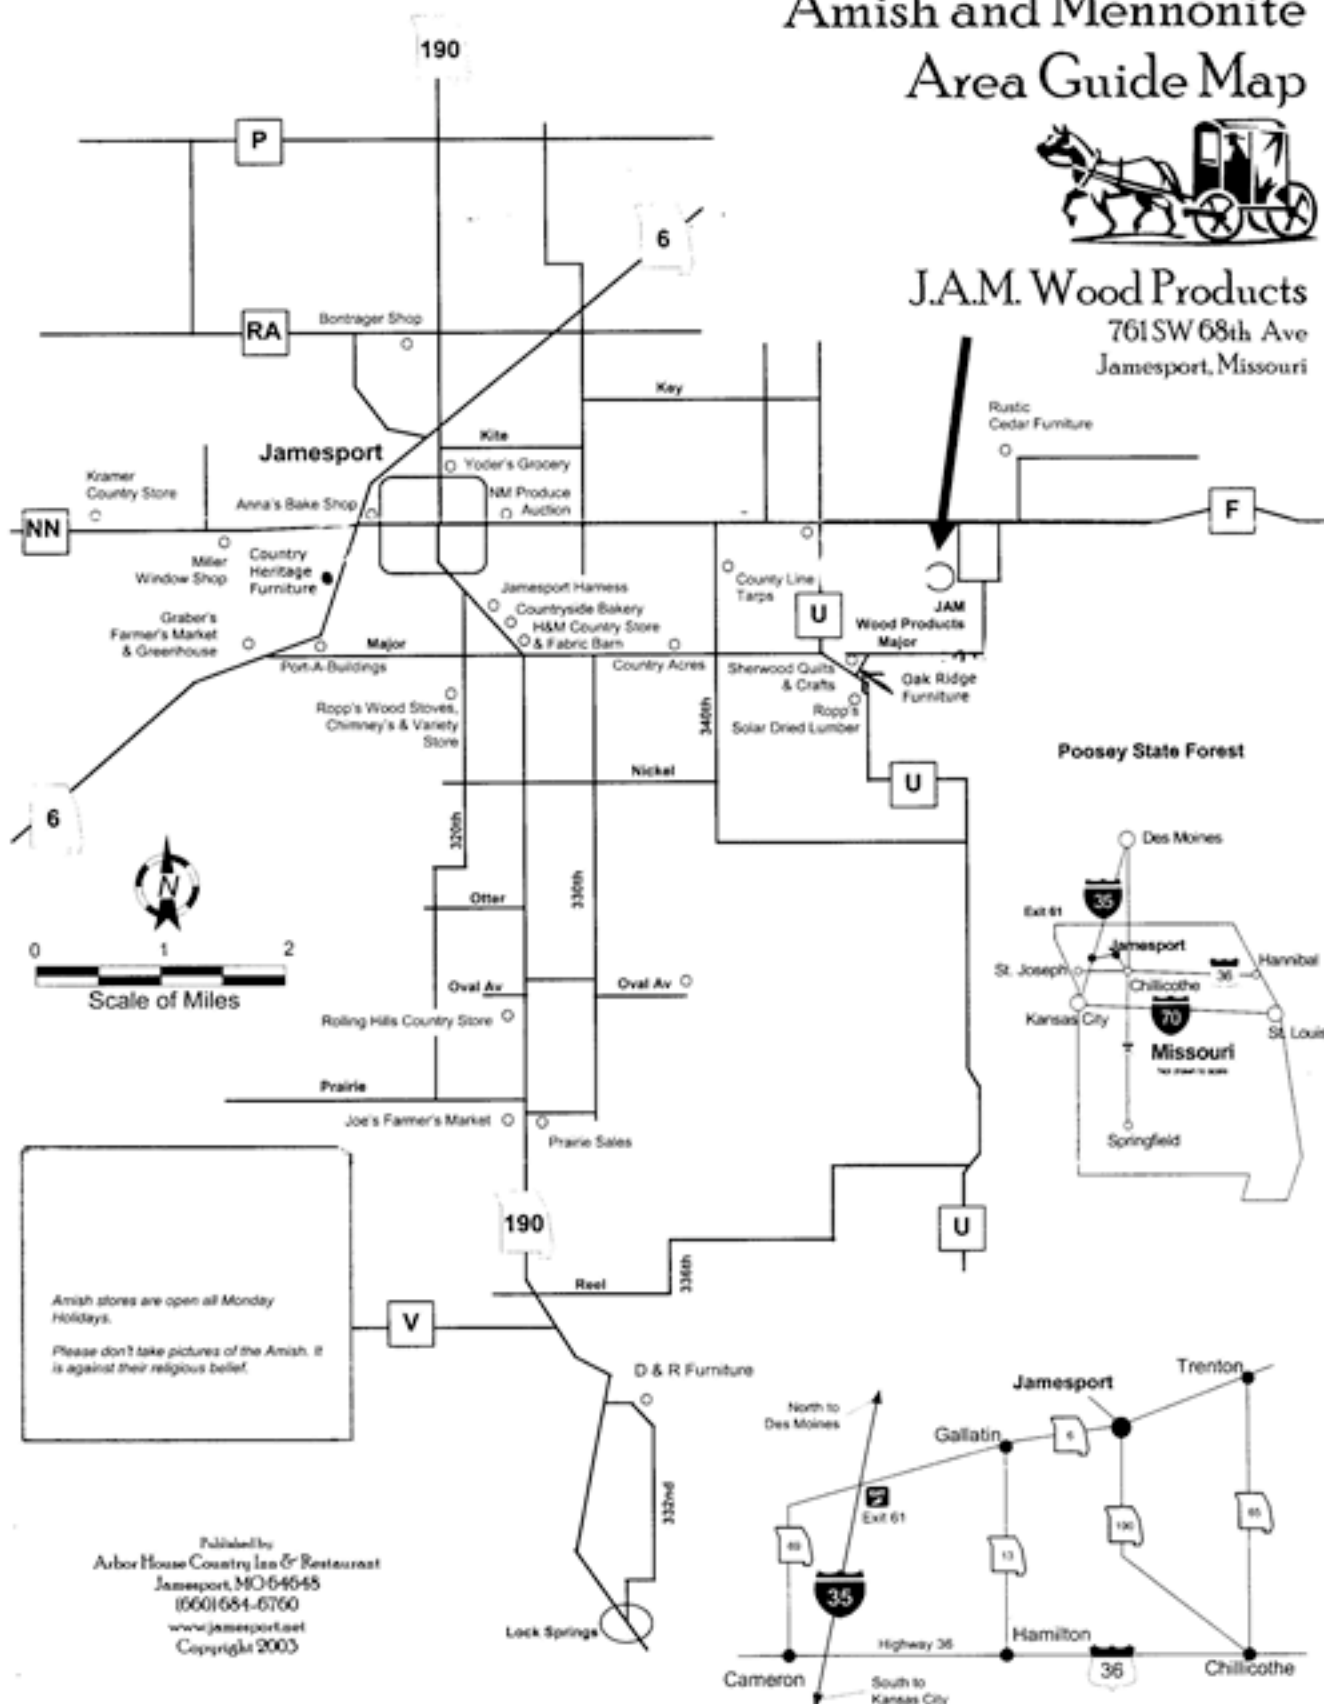 Amish and Mennonite
Area Guide Map
J.A.M. Wood Products
761 SW 68th Ave
Jamesport, Missouri
190
P
6
RA
Bontrager Shop
Key
Rustic
Cedar Furniture
Kite
Jamesport
Yoder's Grocery
Kramer
Country Store
Anna's Bake Shop
NM Produce
Auction
NN
F
Miller
Window Shop
Country
Heritage
Furniture
County Line
Tarps
Jamesport Harness
Countryside Bakery
H&M Country Store
& Fabric Barn
U
JAM
Wood Products
Major
Graber's
Farmer's Market
& Greenhouse
Major
Port-A-Buildings
Country Acres
Sherwood Quilts
& Crafts
Oak Ridge
Furniture
Ropp's
Solar Dried Lumber
Ropp's Wood Stoves,
Chimney's & Variety
Store
340th
Poosey State Forest
Nickel
U
6
320th
N
330th
Otter
0 1 2
Scale of Miles
Oval Av
Oval Av
Rolling Hills Country Store
Prairie
Joe's Farmer's Market
Prairie Sales
Des Moines
35
Exit 61
Jamesport
St. Joseph
36
Hannibal
Chillicothe
Kansas City
70
St. Louis
Missouri
Springfield
190
U
336th
Reel
V
Amish stores are open all Monday
Holidays.
Please don't take pictures of the Amish. It
is against their religious belief.
D & R Furniture
332nd
Lock Springs
Published by:
Arbor House Country Inn & Restaurant
Jamesport, MO 64648
(660) 684-6760
www.jamesport.net
Copyright 2003
North to
Des Moines
Jamesport
Trenton
Gallatin
6
Exit 61
69
13
190
65
35
Highway 36
Hamilton
36
Cameron
South to
Kansas City
Chillicothe